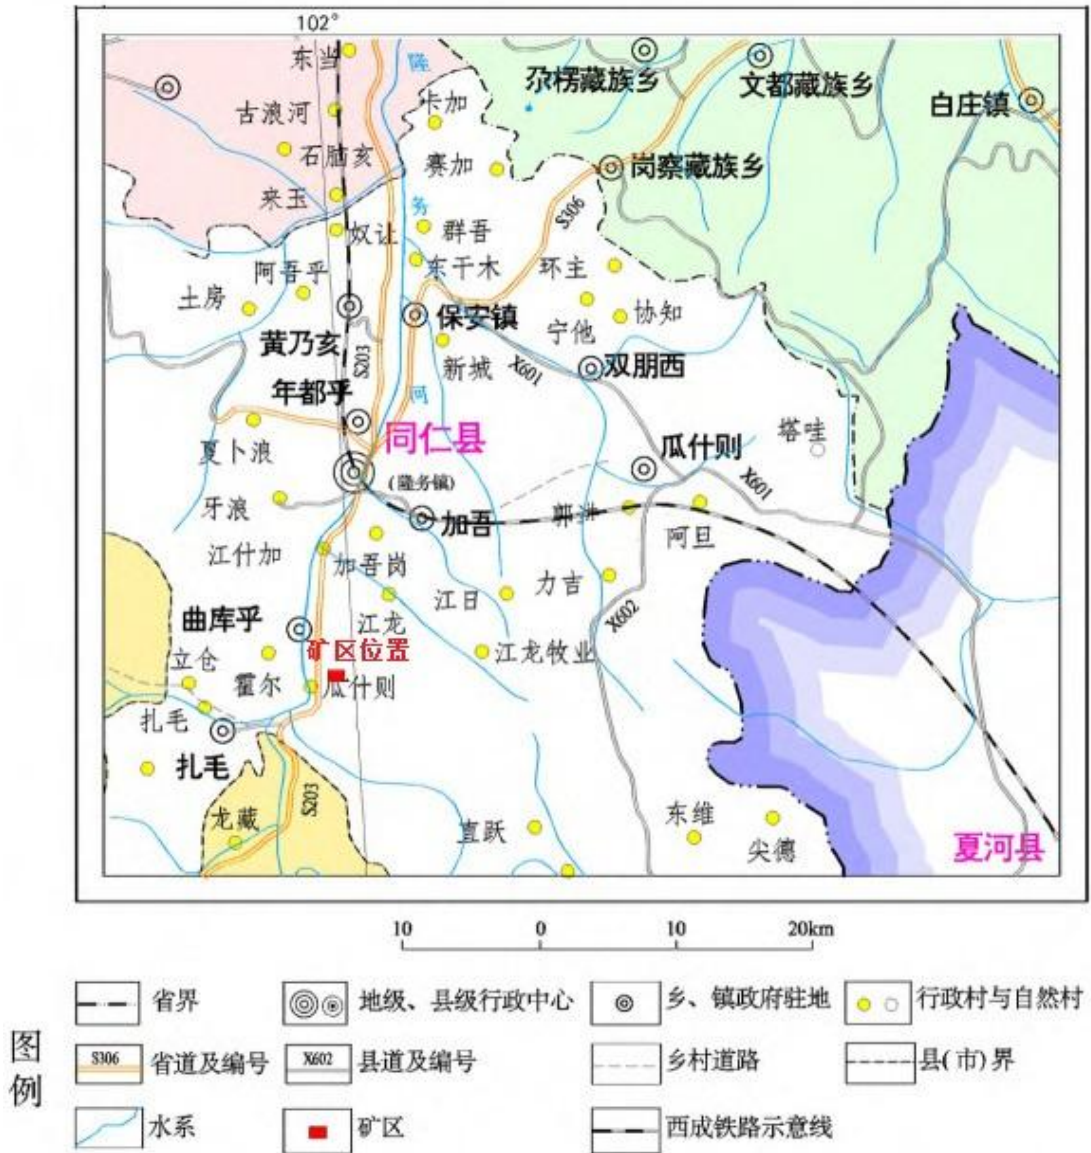 102°
东当
隆
尕楞藏族乡
文都藏族乡
白庄镇
古浪河
卡加
石脑亥
赛加
岗察藏族乡
来玉
务
S306
奴让
群吾
阿吾乎
东干木
环主
土房
保安镇
协知
黄乃亥
宁他
S203
新城
X601
双朋西
年都乎
河
同仁县
塔哇
夏卜浪
瓜什则
(隆务镇)
X601
牙浪
加吾
阿旦
江什加
加吾岗
江日
力吉
曲库乎
江龙
X602
矿区位置
江龙牧业
立仓
霍尔
瓜什则
扎毛
扎毛
S203
龙藏
直跃
东维
尖德
夏河县
10 0 10 20km
图例
省界
地级、县级行政中心
乡、镇政府驻地
行政村与自然村
S306
省道及编号
X602
县道及编号
乡村道路
县(市)界
水系
矿区
西成铁路示意线